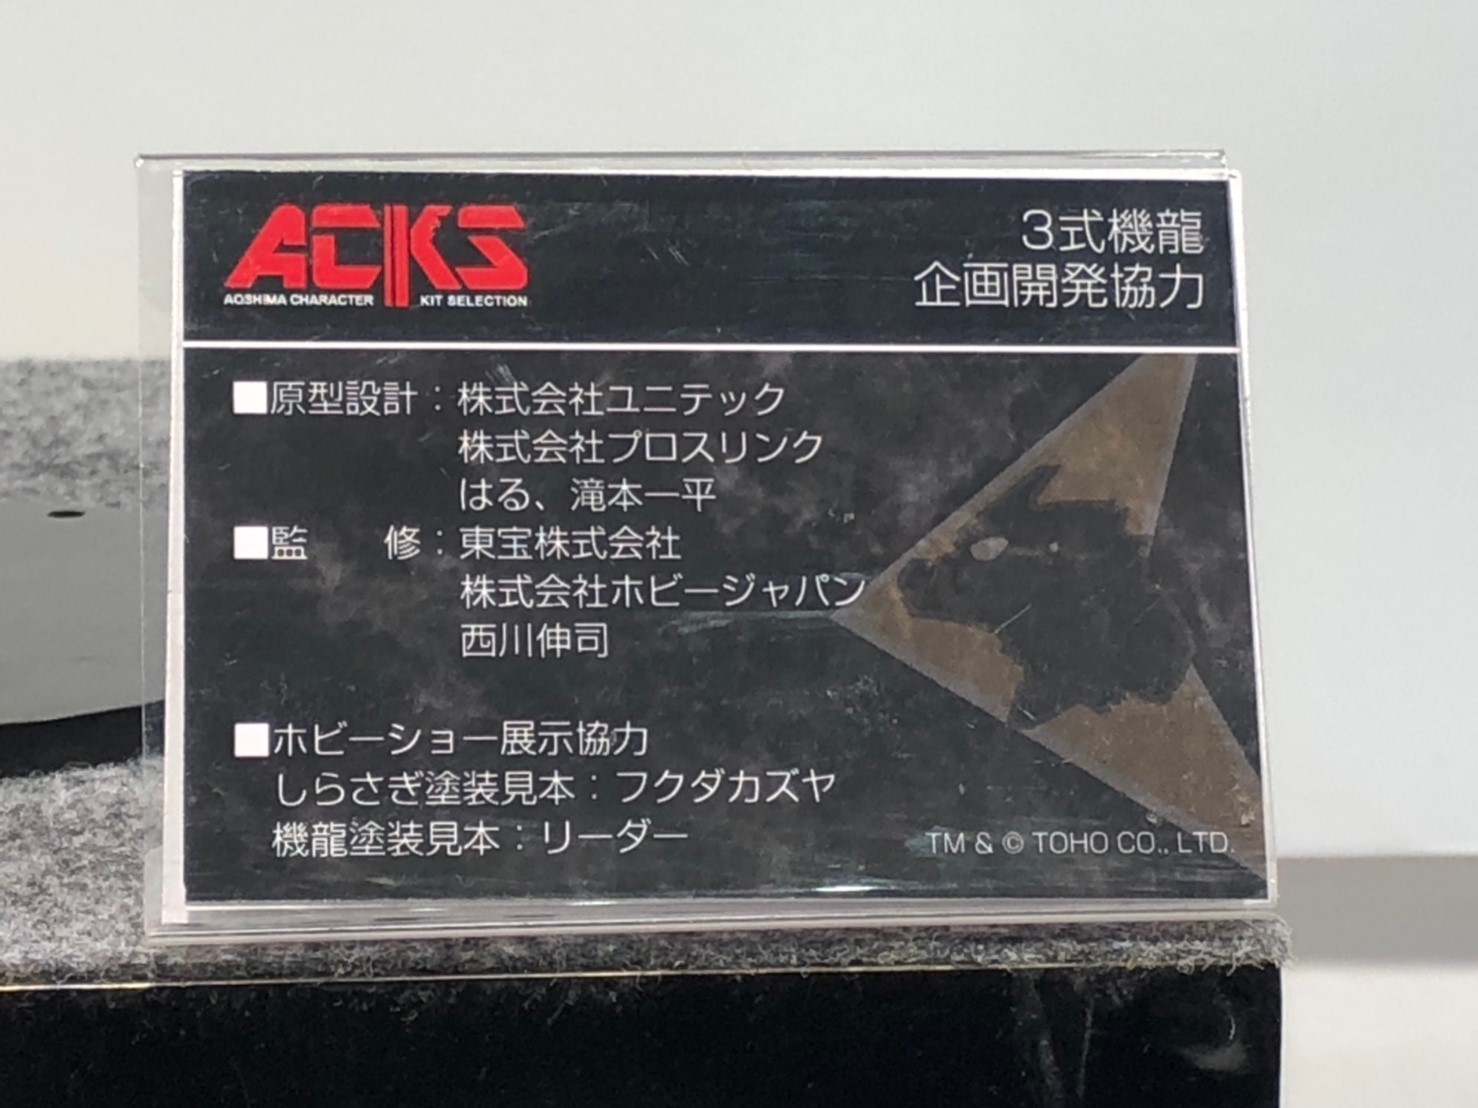 ACKS
AOSHIMA CHARACTER KIT SELECTION
3式機龍
企画開発協力
■原型設計：株式会社ユニテック
株式会社プロスリンク
はる、滝本一平
■監　　修：東宝株式会社
株式会社ホビージャパン
西川伸司
■ホビーショー展示協力
しらさぎ塗装見本：フクダカズヤ
機龍塗装見本：リーダー
TM & © TOHO CO., LTD.